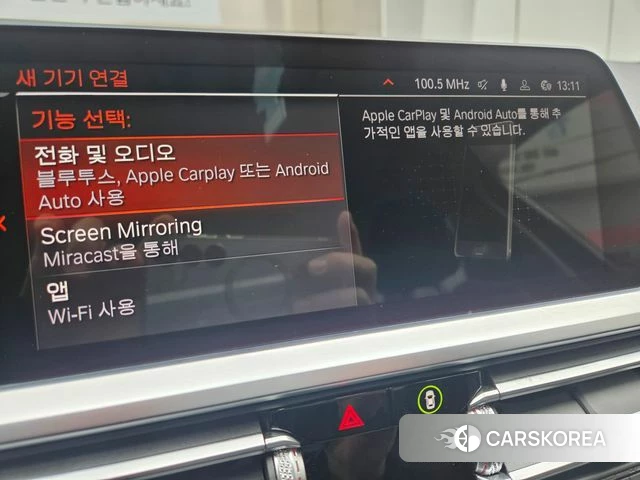 새 기기 연결
100.5 MHz
13:11
기능 선택:
전화 및 오디오
블루투스, Apple Carplay 또는 Android
Auto 사용
Screen Mirroring
Miracast을 통해
앱
Wi-Fi 사용
Apple CarPlay 및 Android Auto를 통해 추
가적인 앱을 사용할 수 있습니다.
CARSKOREA